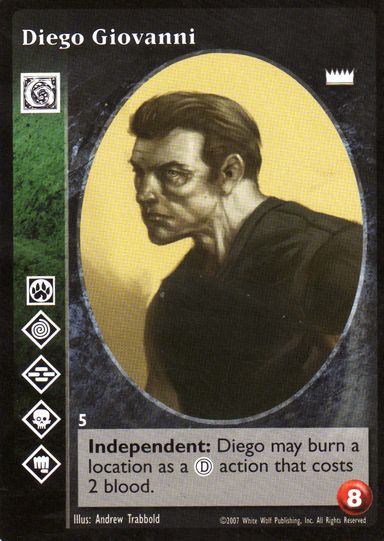 Diego Giovanni
5
Independent: Diego may burn a
location as a D action that costs
2 blood.
8
Illus: Andrew Trabbold
©2007 White Wolf Publishing, Inc. All Rights Reserved